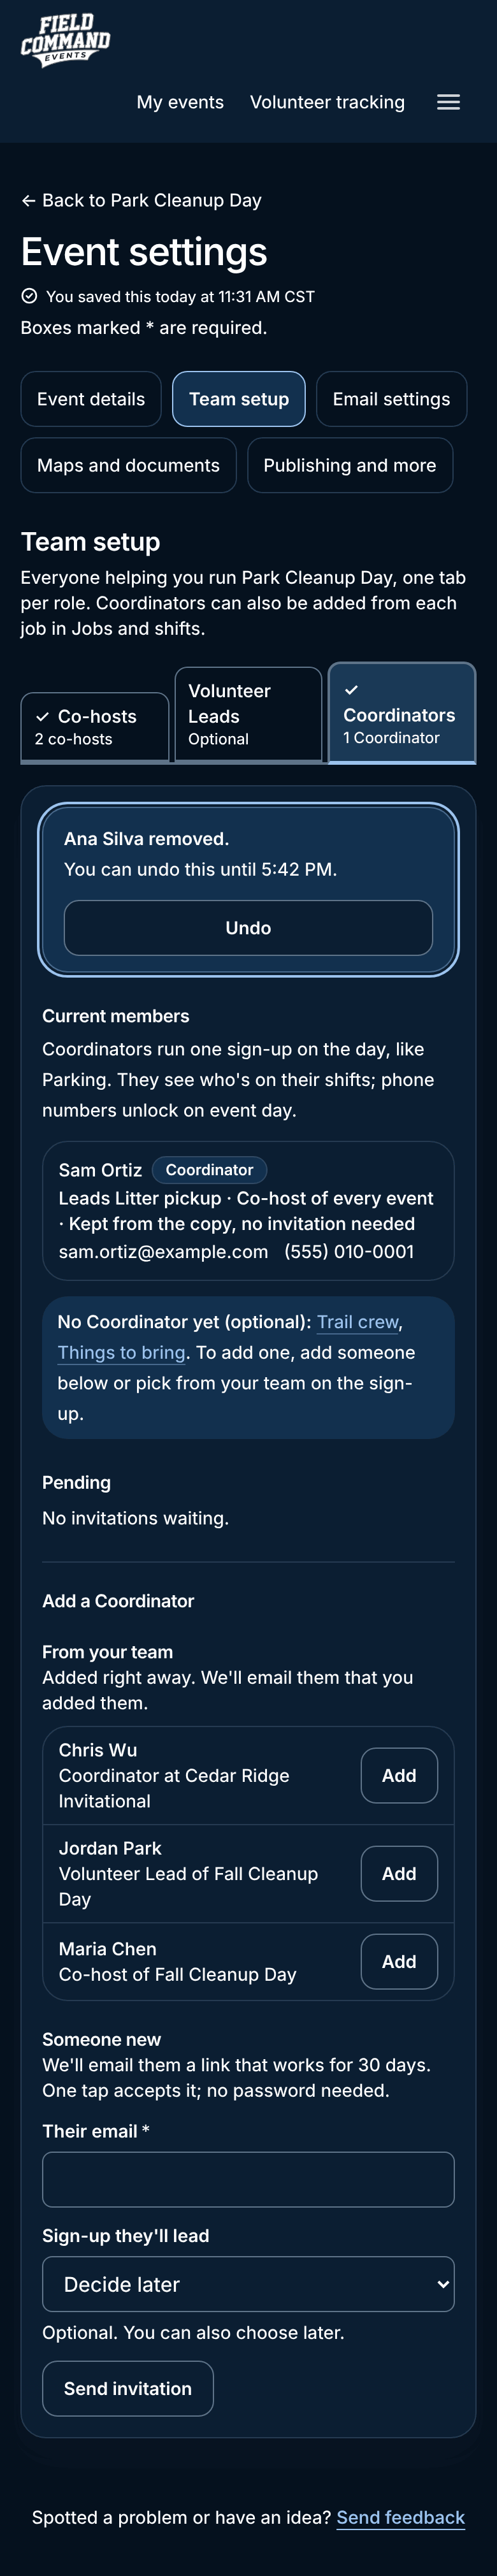 FIELD
COMMAND
EVENTS
My events Volunteer tracking
← Back to Park Cleanup Day
Event settings
You saved this today at 11:31 AM CST
Boxes marked * are required.
Event details
Team setup
Email settings
Maps and documents
Publishing and more
Team setup
Everyone helping you run Park Cleanup Day, one tab
per role. Coordinators can also be added from each
job in Jobs and shifts.
✓ Co-hosts
2 co-hosts
Volunteer
Leads
Optional
✓
Coordinators
1 Coordinator
Ana Silva removed.
You can undo this until 5:42 PM.
Undo
Current members
Coordinators run one sign-up on the day, like
Parking. They see who's on their shifts; phone
numbers unlock on event day.
Sam Ortiz Coordinator
Leads Litter pickup · Co-host of every event
· Kept from the copy, no invitation needed
sam.ortiz@example.com (555) 010-0001
No Coordinator yet (optional): Trail crew,
Things to bring. To add one, add someone
below or pick from your team on the sign-
up.
Pending
No invitations waiting.
Add a Coordinator
From your team
Added right away. We'll email them that you
added them.
Chris Wu
Coordinator at Cedar Ridge
Invitational
Add
Jordan Park
Volunteer Lead of Fall Cleanup
Day
Add
Maria Chen
Co-host of Fall Cleanup Day
Add
Someone new
We'll email them a link that works for 30 days.
One tap accepts it; no password needed.
Their email *
Sign-up they'll lead
Decide later
Optional. You can also choose later.
Send invitation
Spotted a problem or have an idea? Send feedback